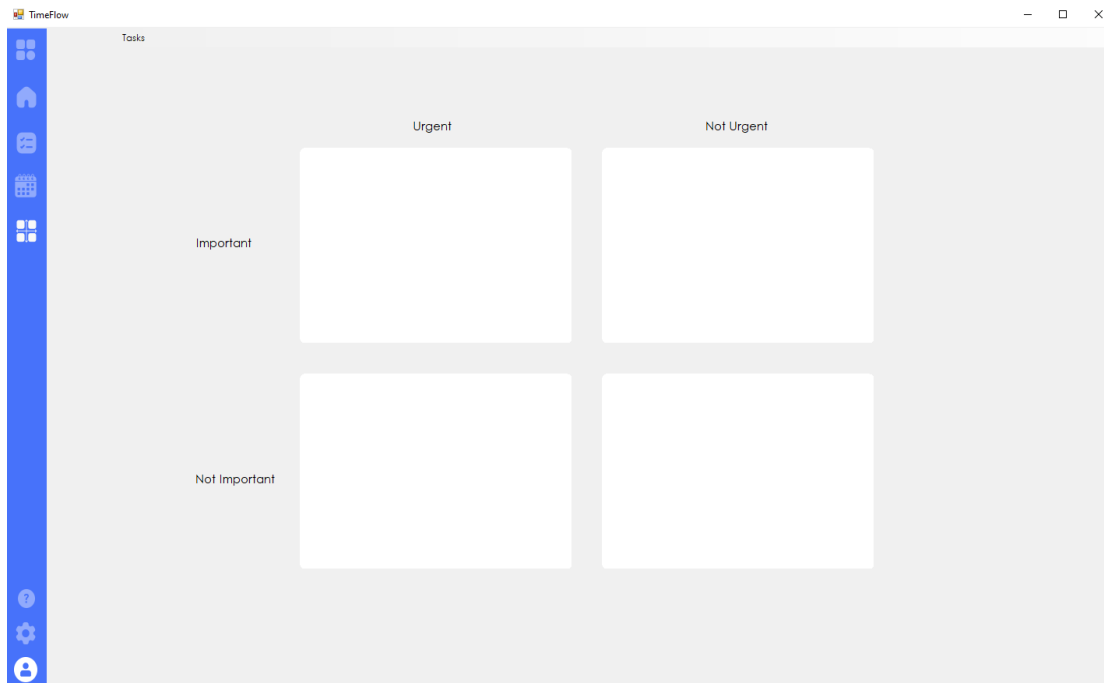 TimeFlow
Tasks
Urgent Not Urgent
Important
Not Important
?